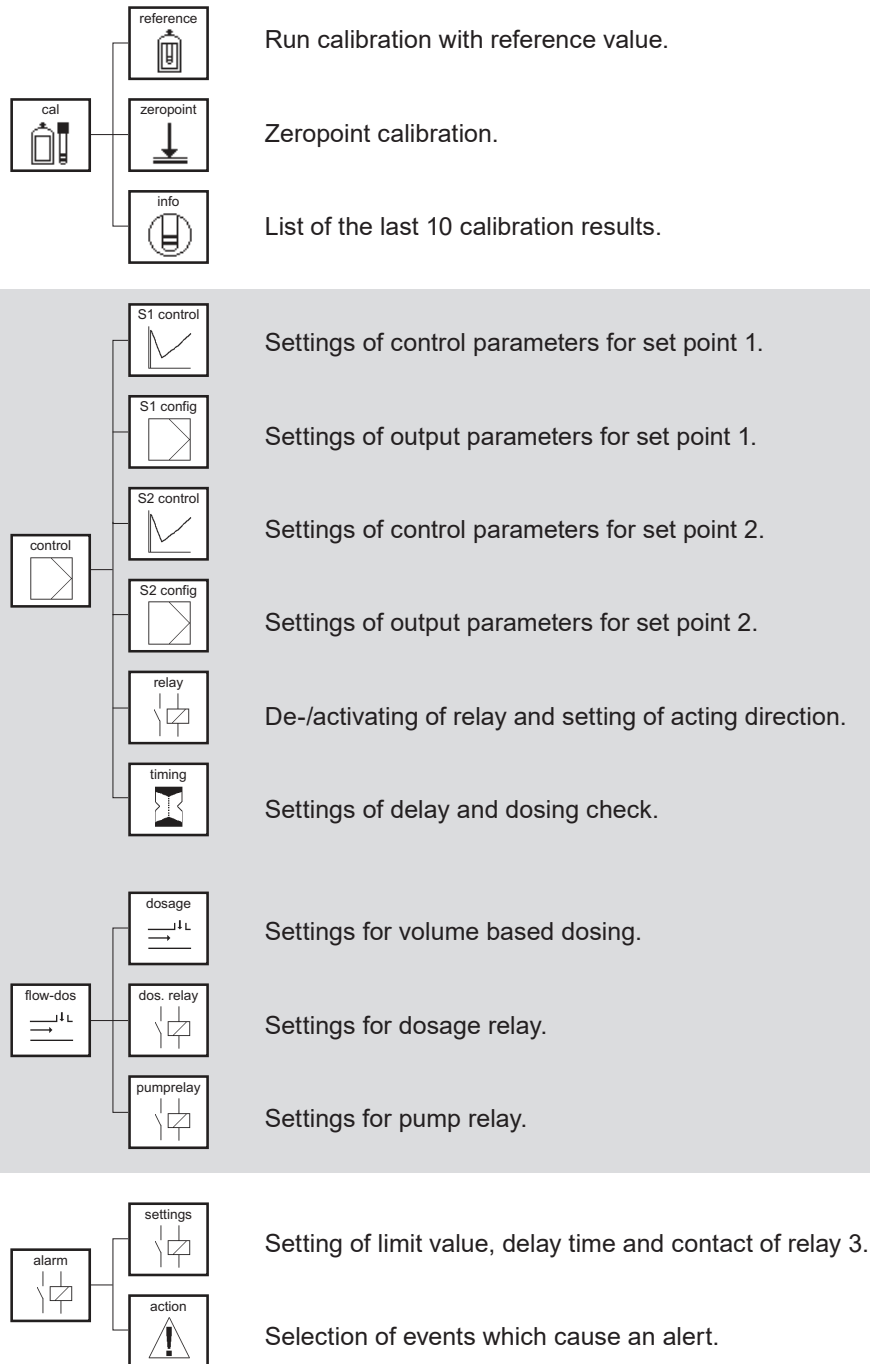 reference
Run calibration with reference value.
cal
zeropoint
Zeropoint calibration.
info
List of the last 10 calibration results.
S1 control
Settings of control parameters for set point 1.
S1 config
Settings of output parameters for set point 1.
S2 control
Settings of control parameters for set point 2.
control
S2 config
Settings of output parameters for set point 2.
relay
De-/activating of relay and setting of acting direction.
timing
Settings of delay and dosing check.
dosage
Settings for volume based dosing.
flow-dos
dos. relay
Settings for dosage relay.
pumprelay
Settings for pump relay.
settings
Setting of limit value, delay time and contact of relay 3.
alarm
action
Selection of events which cause an alert.